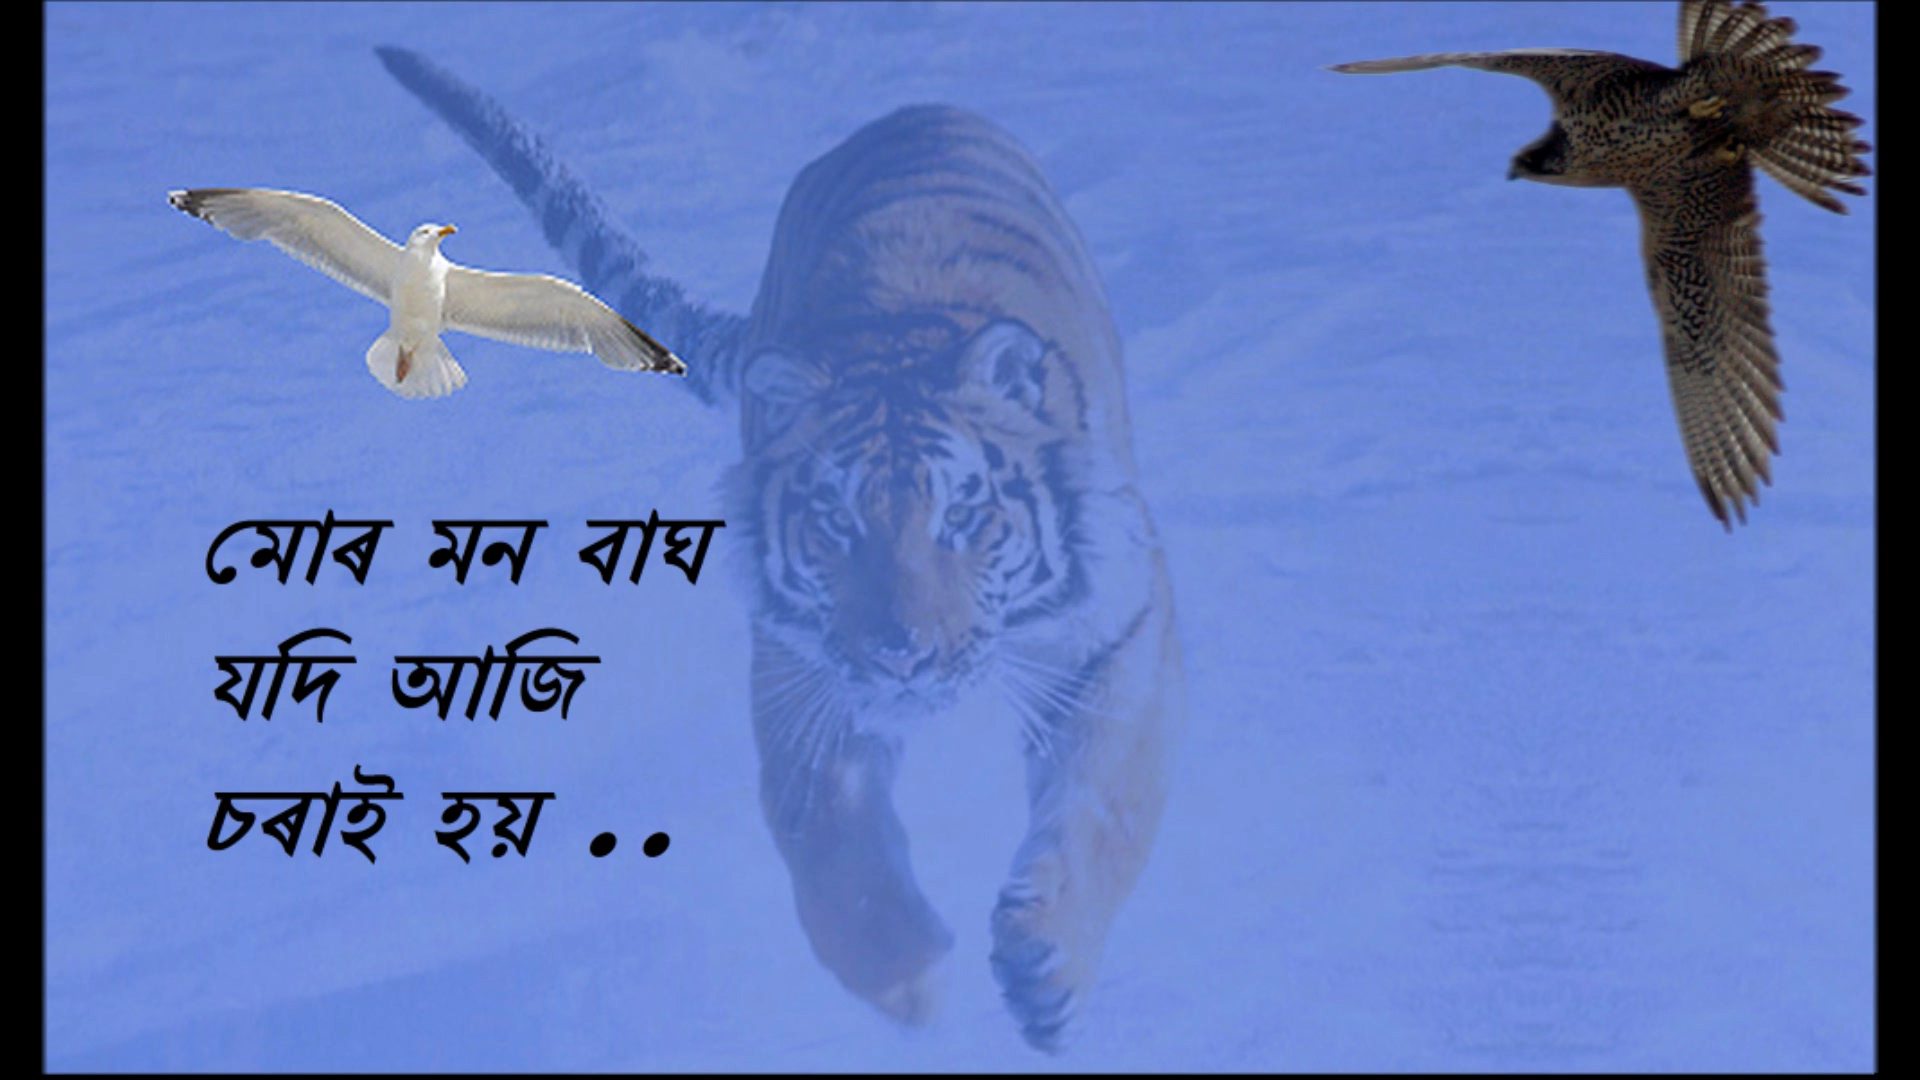 মোৰ মন বাঘ
যদি আজি
চৰাই হয় ..